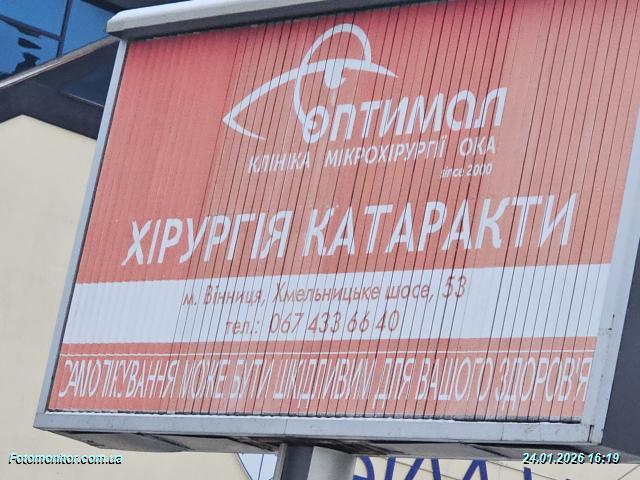 оптимал
КЛІНІКА МІКРОХІРУРГІЇ ОКА
since 2000
ХІРУРГІЯ КАТАРАКТИ
м. Вінниця, Хмельницьке шосе, 53
тел.: 067 433 66 40
САМОЛІКУВАННЯ МОЖЕ БУТИ ШКІДЛИВИМ ДЛЯ ВАШОГО ЗДОРОВ'Я
Fotomonitor.com.ua
24.01.2026 16:19